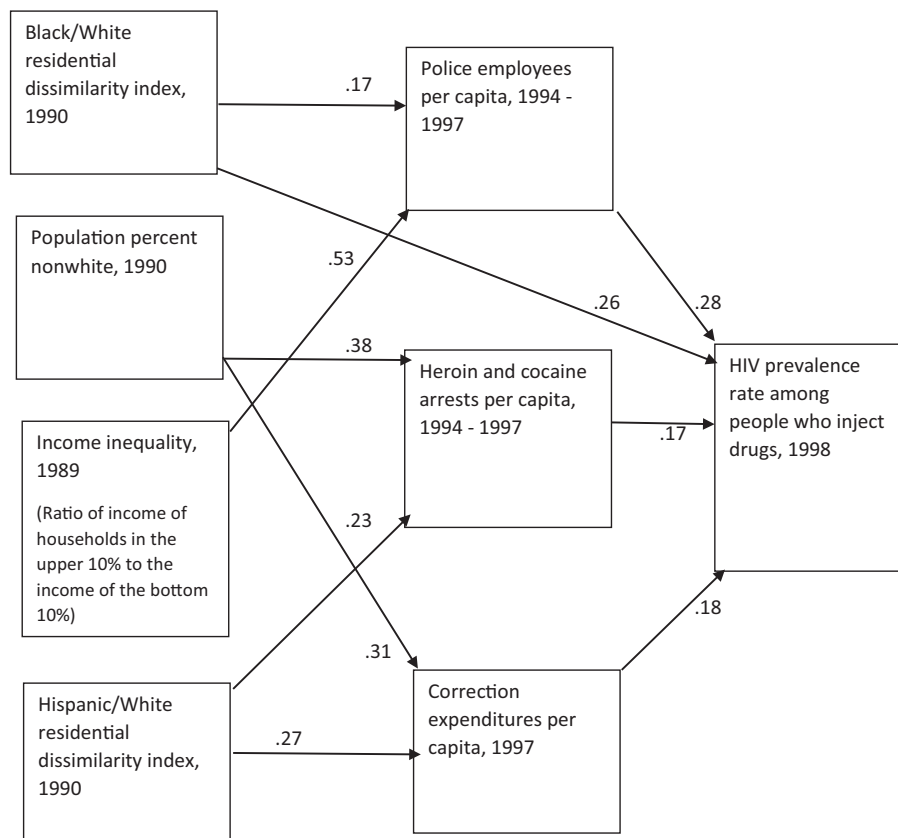 Black/White
residential
dissimilarity index,
1990
.17
Police employees
per capita, 1994 -
1997
Population percent
nonwhite, 1990
.53
.26
.28
.38
Heroin and cocaine
arrests per capita,
1994 - 1997
HIV prevalence
rate among
people who inject
drugs, 1998
.17
Income inequality,
1989
(Ratio of income of
households in the
upper 10% to the
income of the bottom
10%)
.23
.18
.31
Hispanic/White
residential
dissimilarity index,
1990
.27
Correction
expenditures per
capita, 1997